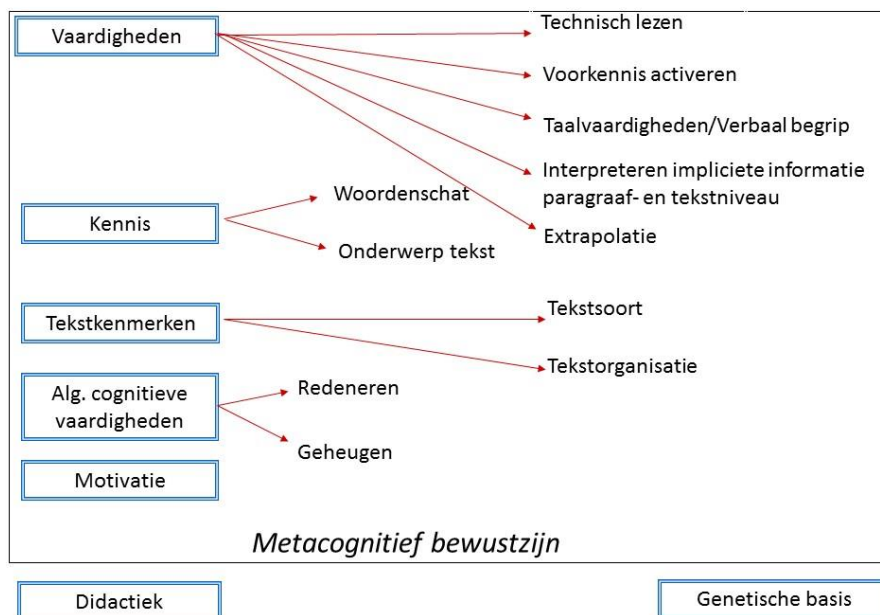 Vaardigheden
Technisch lezen
Voorkennis activeren
Taalvaardigheden/Verbaal begrip
Interpreteren impliciete informatie
paragraaf- en tekstniveau
Extrapolatie
Kennis
Woordenschat
Onderwerp tekst
Tekstkenmerken
Tekstsoort
Tekstorganisatie
Alg. cognitieve
vaardigheden
Redeneren
Geheugen
Motivatie
Metacognitief bewustzijn
Didactiek
Genetische basis